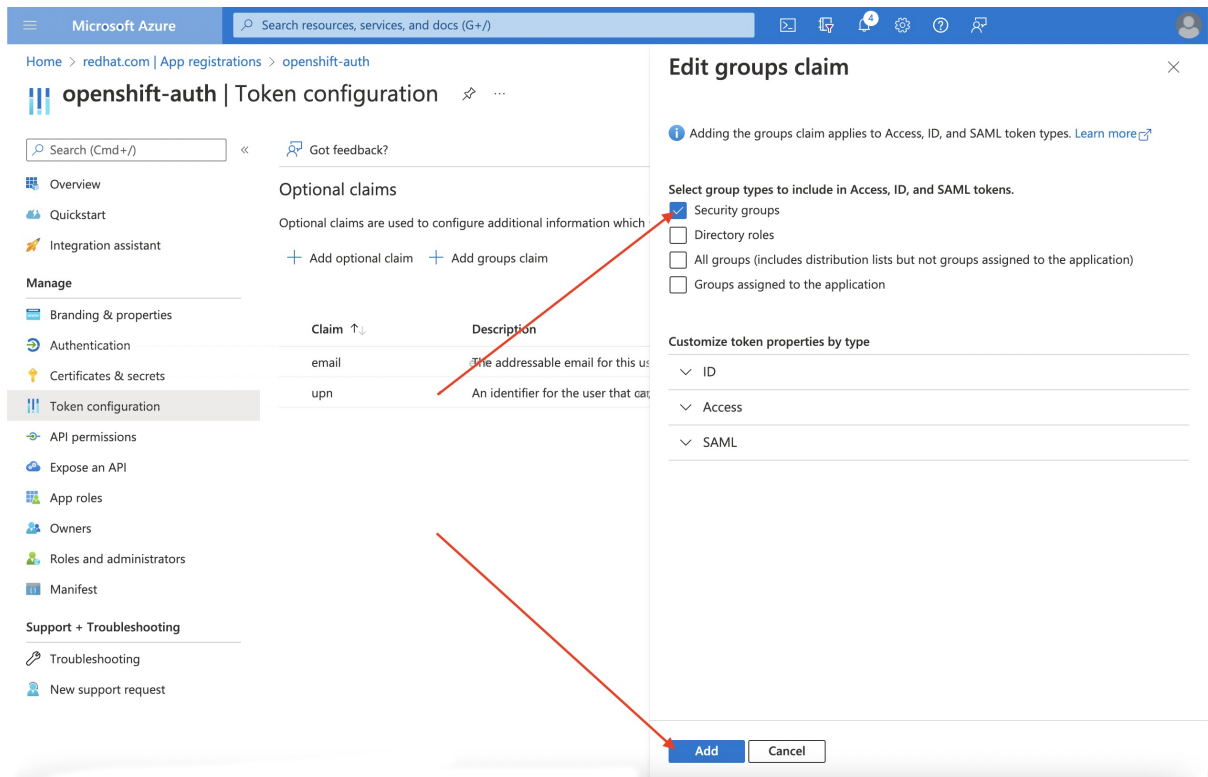 Microsoft Azure
Search resources, services, and docs (G+/)
4
Home > redhat.com | App registrations > openshift-auth
openshift-auth | Token configuration
Search (Cmd+/)
«
Overview
Quickstart
Integration assistant
Manage
Branding & properties
Authentication
Certificates & secrets
Token configuration
API permissions
Expose an API
App roles
Owners
Roles and administrators
Manifest
Support + Troubleshooting
Troubleshooting
New support request
Got feedback?
Optional claims
Optional claims are used to configure additional information which
Add optional claim Add groups claim
Claim ↑↓ Description
email The addressable email for this us
upn An identifier for the user that can
Edit groups claim
Adding the groups claim applies to Access, ID, and SAML token types. Learn more
Select group types to include in Access, ID, and SAML tokens.
Security groups
Directory roles
All groups (includes distribution lists but not groups assigned to the application)
Groups assigned to the application
Customize token properties by type
ID
Access
SAML
Add Cancel